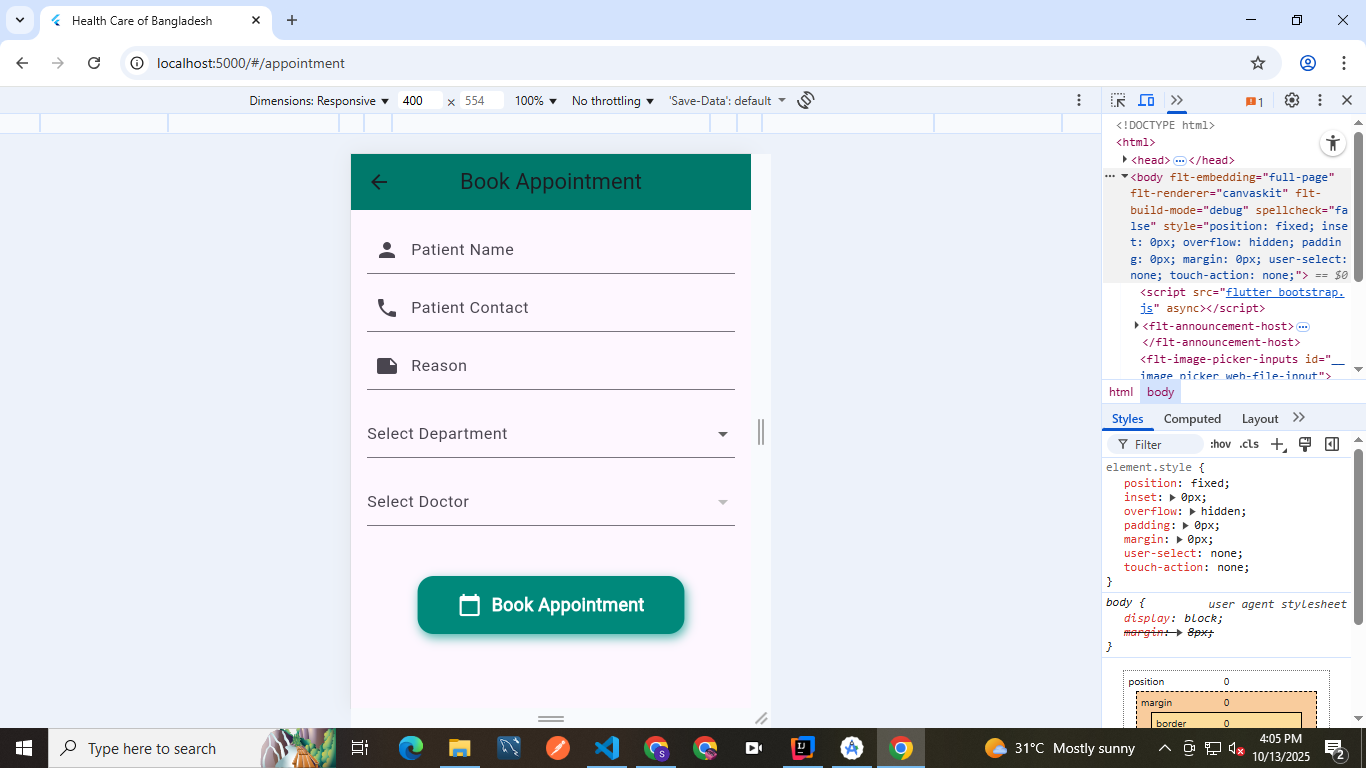 Health Care of Bangladesh
localhost:5000/#/appointment
Dimensions: Responsive 400 × 554 100% No throttling 'Save-Data': default
1
Book Appointment
Patient Name
Patient Contact
Reason
Select Department
Select Doctor
Book Appointment
<!DOCTYPE html>
<html>
<head> ••• </head>
••• <body flt-embedding="full-page"
flt-renderer="canvaskit" flt-
build-mode="debug" spellcheck="fa
lse" style="position: fixed; inse
t: 0px; overflow: hidden; paddin
g: 0px; margin: 0px; user-select:
none; touch-action: none;"> == $0
<script src="flutter_bootstrap.
js" async></script>
<flt-announcement-host> •••
</flt-announcement-host>
<flt-image-picker-inputs id="__
image_picker_web-file-input">
html body
Styles Computed Layout
Filter :hov .cls
element.style {
position: fixed;
inset: 0px;
overflow: hidden;
padding: 0px;
margin: 0px;
user-select: none;
touch-action: none;
}
body { user agent stylesheet
display: block;
margin: 8px;
}
position 0
margin 0
border 0
Type here to search
31°C Mostly sunny
4:05 PM
10/13/2025
2